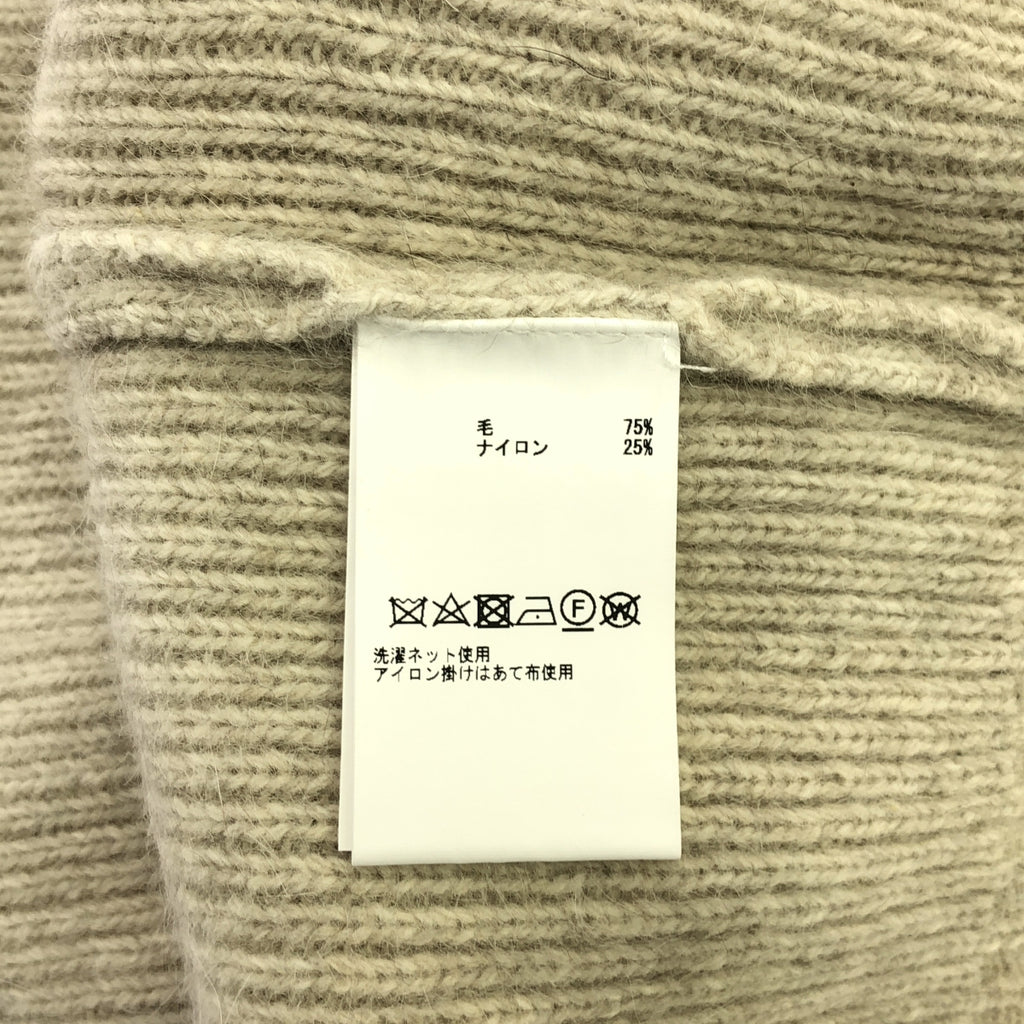 毛 75%
ナイロン 25%
F W
洗濯ネット使用
アイロン掛けはあて布使用